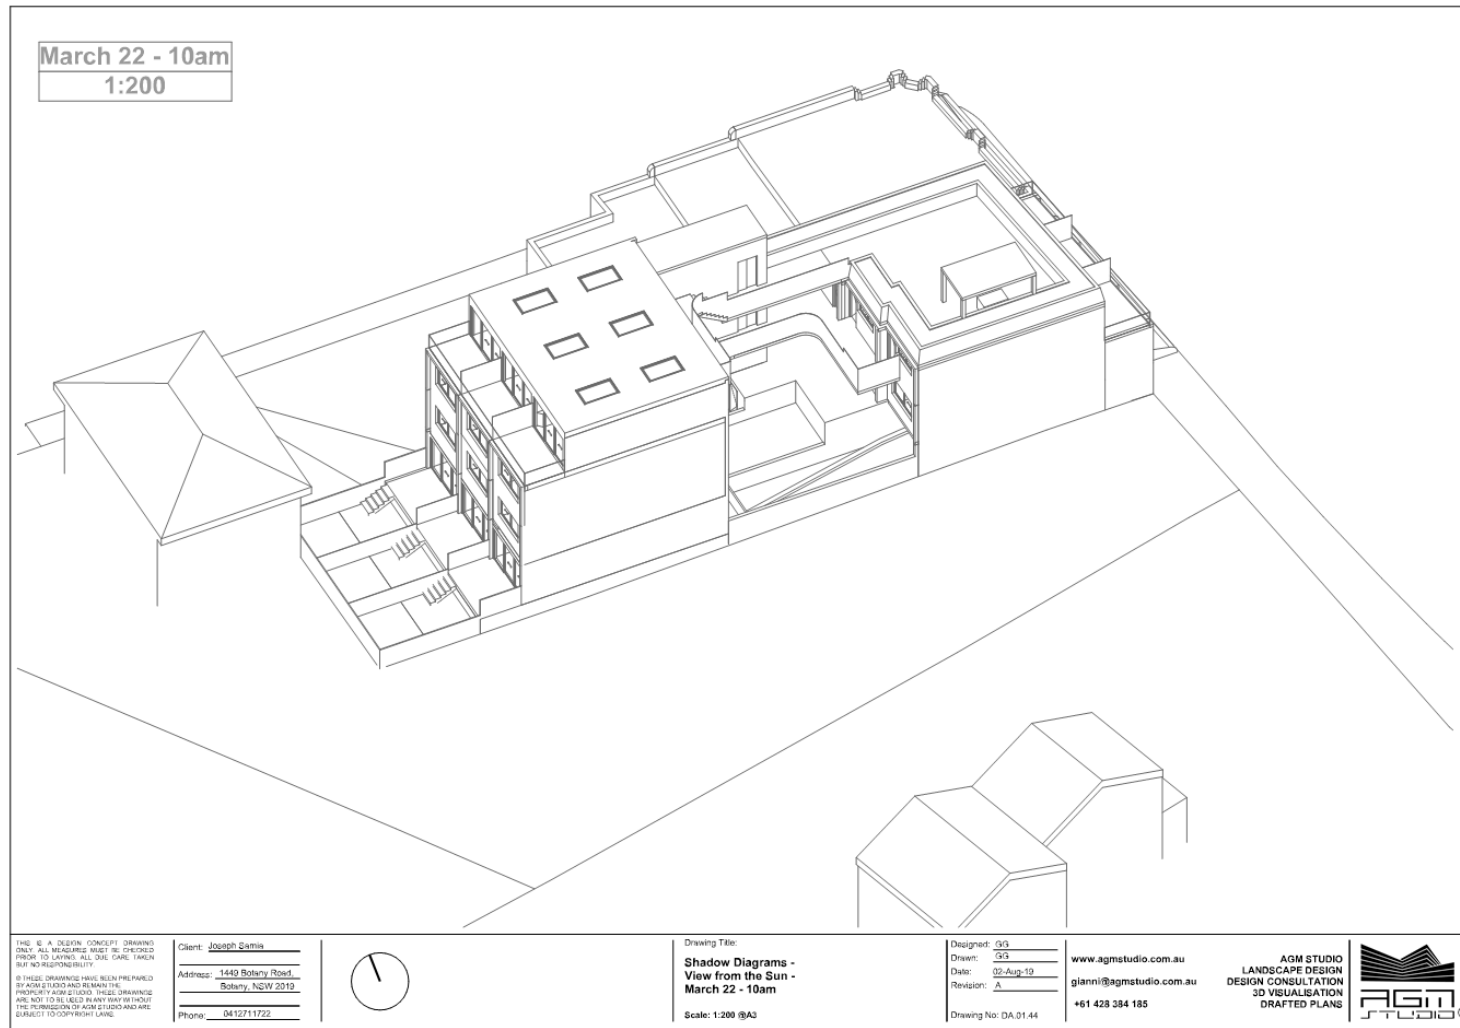 March 22 - 10am
1:200
THIS IS A DESIGN CONCEPT DRAWING
ONLY. ALL MEASURES MUST BE CHECKED
PRIOR TO LAYING. ALL DUE CARE TAKEN
BUT NO RESPONSIBILITY.
© THESE DRAWINGS HAVE BEEN PREPARED
BY AGM STUDIO AND REMAIN THE
PROPERTY AGM STUDIO. THESE DRAWINGS
ARE NOT TO BE USED IN ANY WAY WITHOUT
THE PERMISSION OF AGM STUDIO AND ARE
SUBJECT TO COPYRIGHT LAWS.
Client: Joseph Samia
Address: 1449 Botany Road,
Botany, NSW 2019
Phone: 0412711722
Drawing Title:
Shadow Diagrams -
View from the Sun -
March 22 - 10am
Scale: 1:200 @A3
Designed: GG
Drawn: GG
Date: 02-Aug-19
Revision: A
Drawing No: DA.01.44
www.agmstudio.com.au
gianni@agmstudio.com.au
+61 428 384 185
AGM STUDIO
LANDSCAPE DESIGN
DESIGN CONSULTATION
3D VISUALISATION
DRAFTED PLANS
AGM
STUDIO